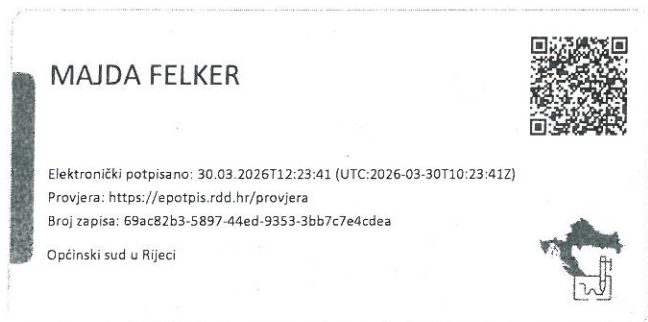 MAJDA FELKER
Elektronički potpisano: 30.03.2026T12:23:41 (UTC:2026-03-30T10:23:41Z)
Provjera: https://epotpis.rdd.hr/provjera
Broj zapisa: 69ac82b3-5897-44ed-9353-3bb7c7e4cdea
Općinski sud u Rijeci